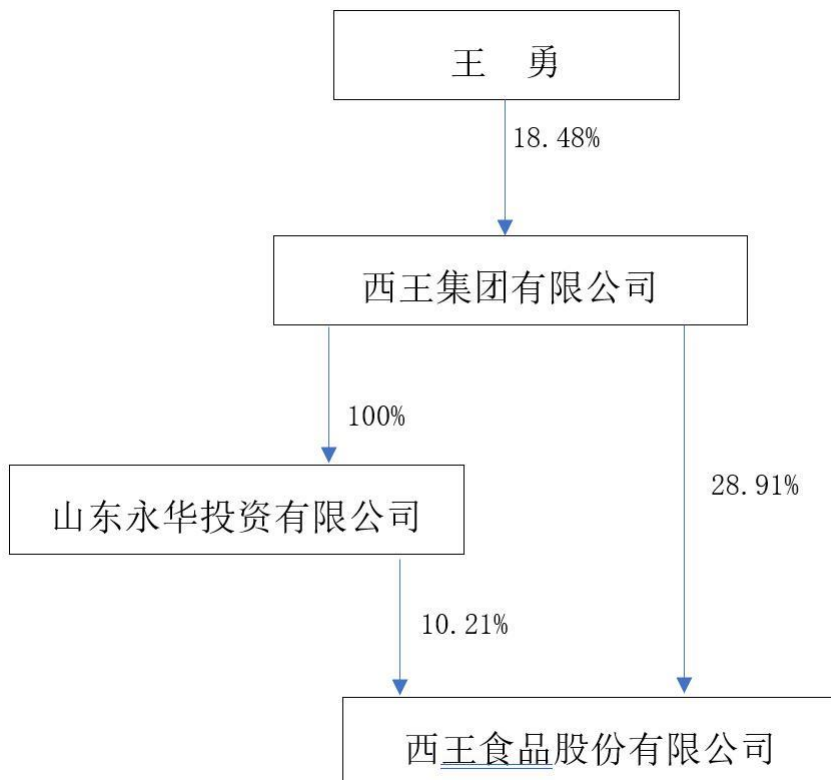 王　勇
18.48%
西王集团有限公司
100%
28.91%
山东永华投资有限公司
10.21%
西王食品股份有限公司